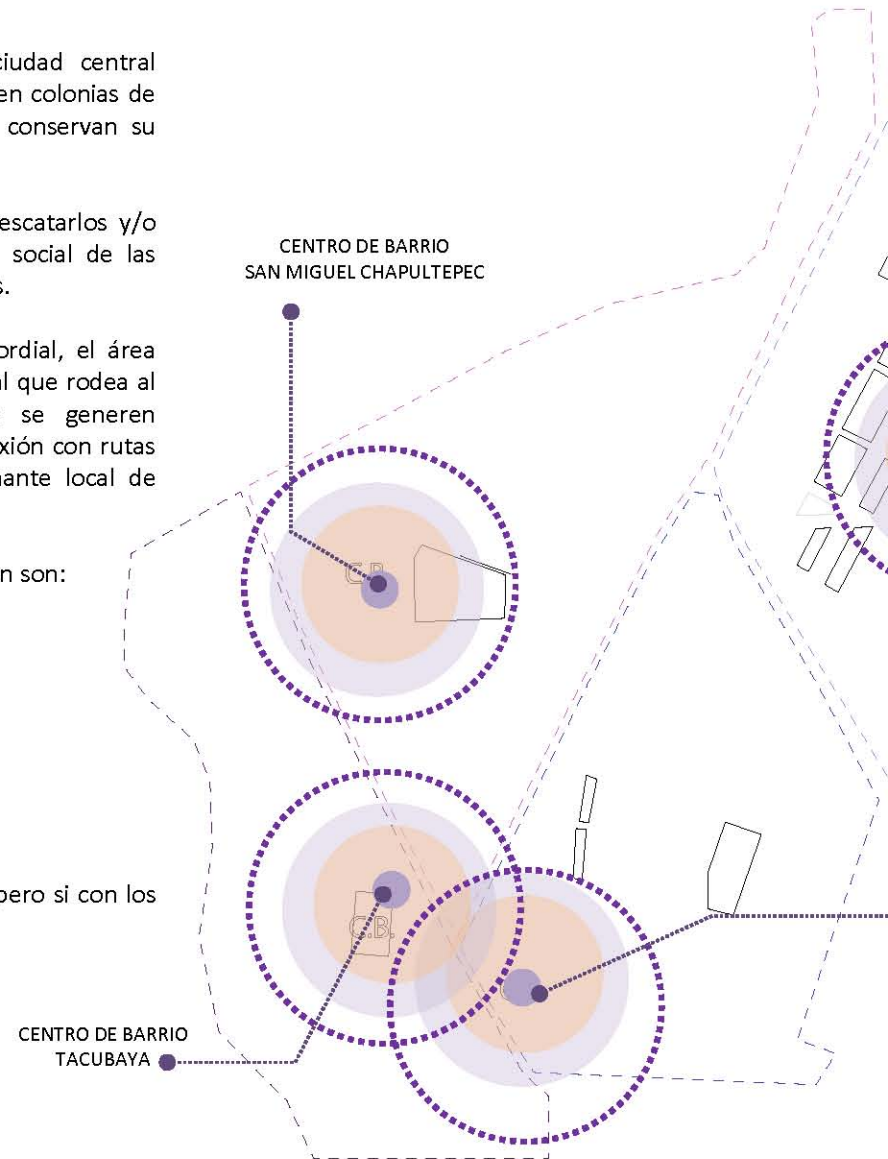 ciudad central
en colonias de
conservan su
escatarlos y/o
social de las
s.
ordial, el área
al que rodea al
se generen
xión con rutas
nante local de
n son:
pero si con los
CENTRO DE BARRIO
SAN MIGUEL CHAPULTEPEC
C.B.
C.B.
CENTRO DE BARRIO
TACUBAYA